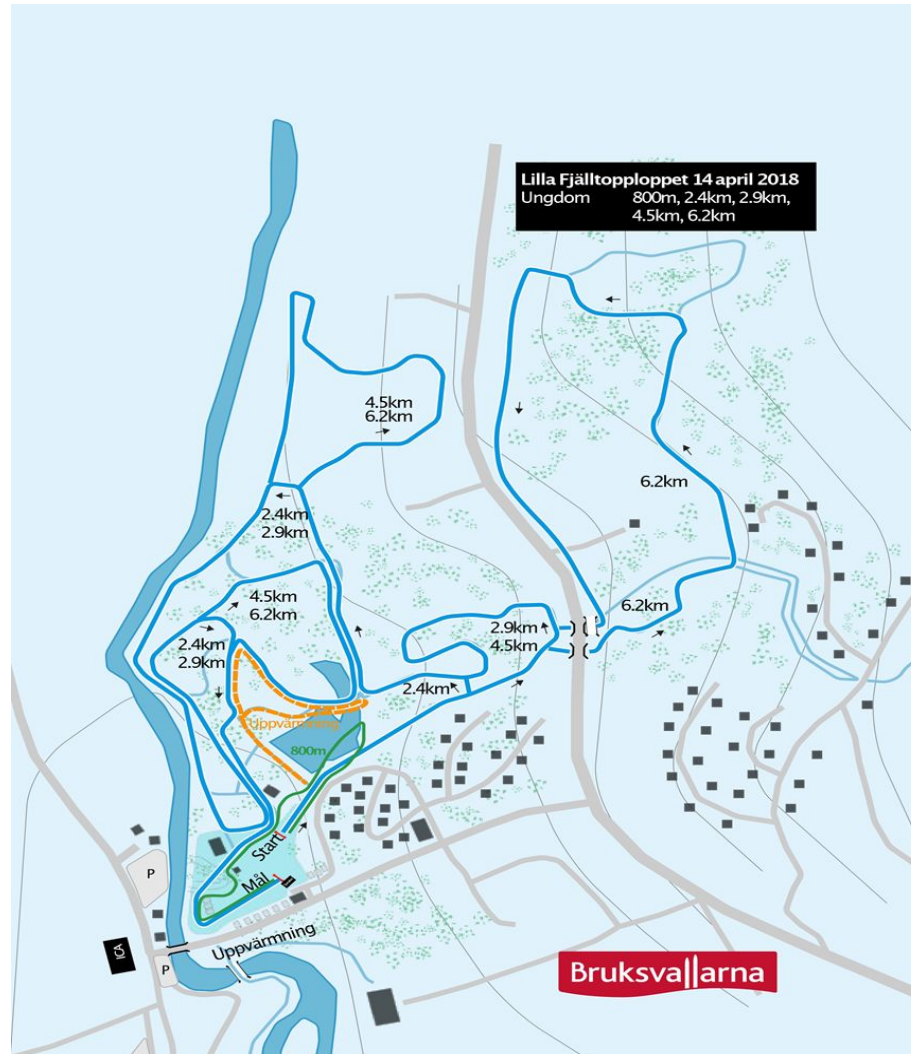 Lilla Fjälltopploppet 14 april 2018
Ungdom 800m, 2.4km, 2.9km,
4.5km, 6.2km
4.5km
6.2km
6.2km
2.4km
2.9km
4.5km
6.2km
6.2km
2.9km
4.5km
2.4km
2.9km
2.4km
Uppvärmning
800m
Start
Mål
P
ICA
P
Uppvärmning
Bruksvallarna